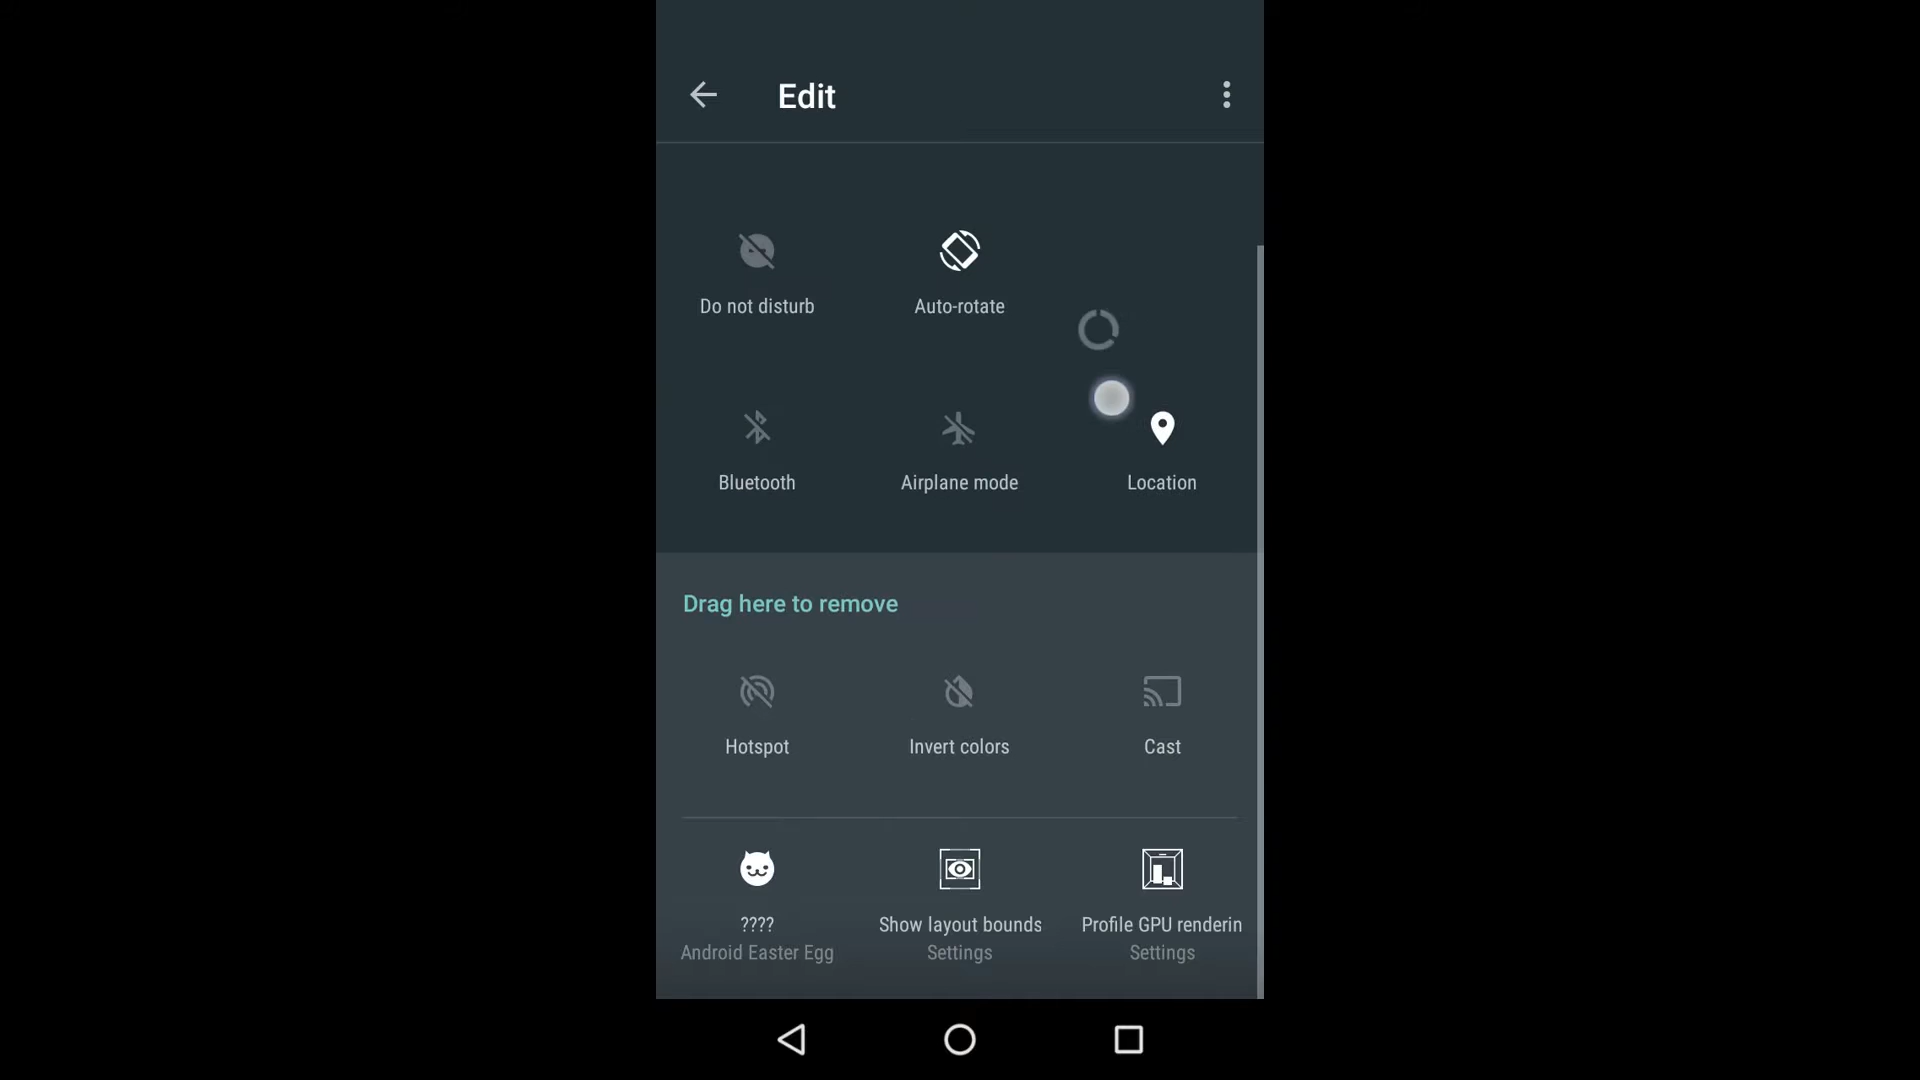 Edit
Do not disturb
Auto-rotate
Bluetooth
Airplane mode
Location
Drag here to remove
Hotspot
Invert colors
Cast
????
Android Easter Egg
Show layout bounds
Settings
Profile GPU renderin
Settings